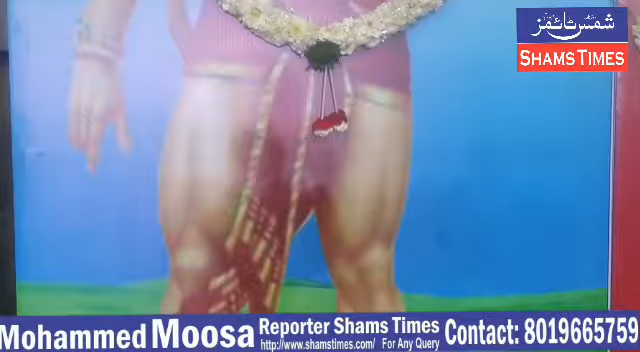 شمس ٹائمز
SHAMS TIMES
Mohammed Moosa Reporter Shams Times Contact: 8019665759
http://www.shamstimes.com/ For Any Query